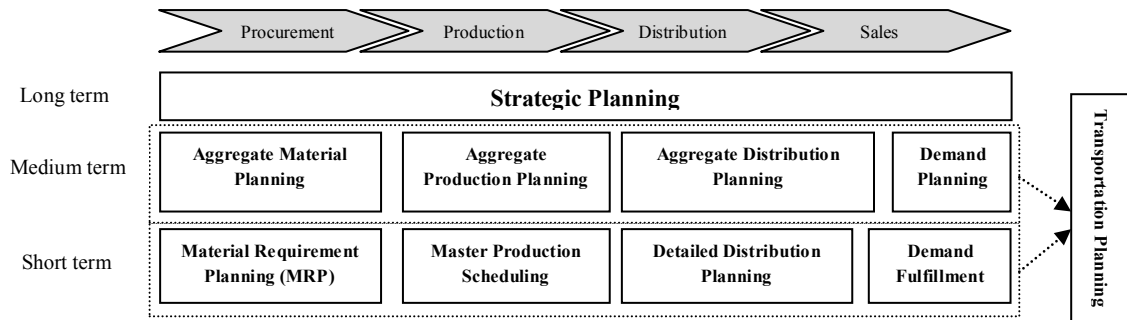 Procurement
Production
Distribution
Sales
Long term
Strategic Planning
Medium term
Aggregate Material
Planning
Aggregate
Production Planning
Aggregate Distribution
Planning
Demand
Planning
Short term
Material Requirement
Planning (MRP)
Master Production
Scheduling
Detailed Distribution
Planning
Demand
Fulfillment
Transportation Planning